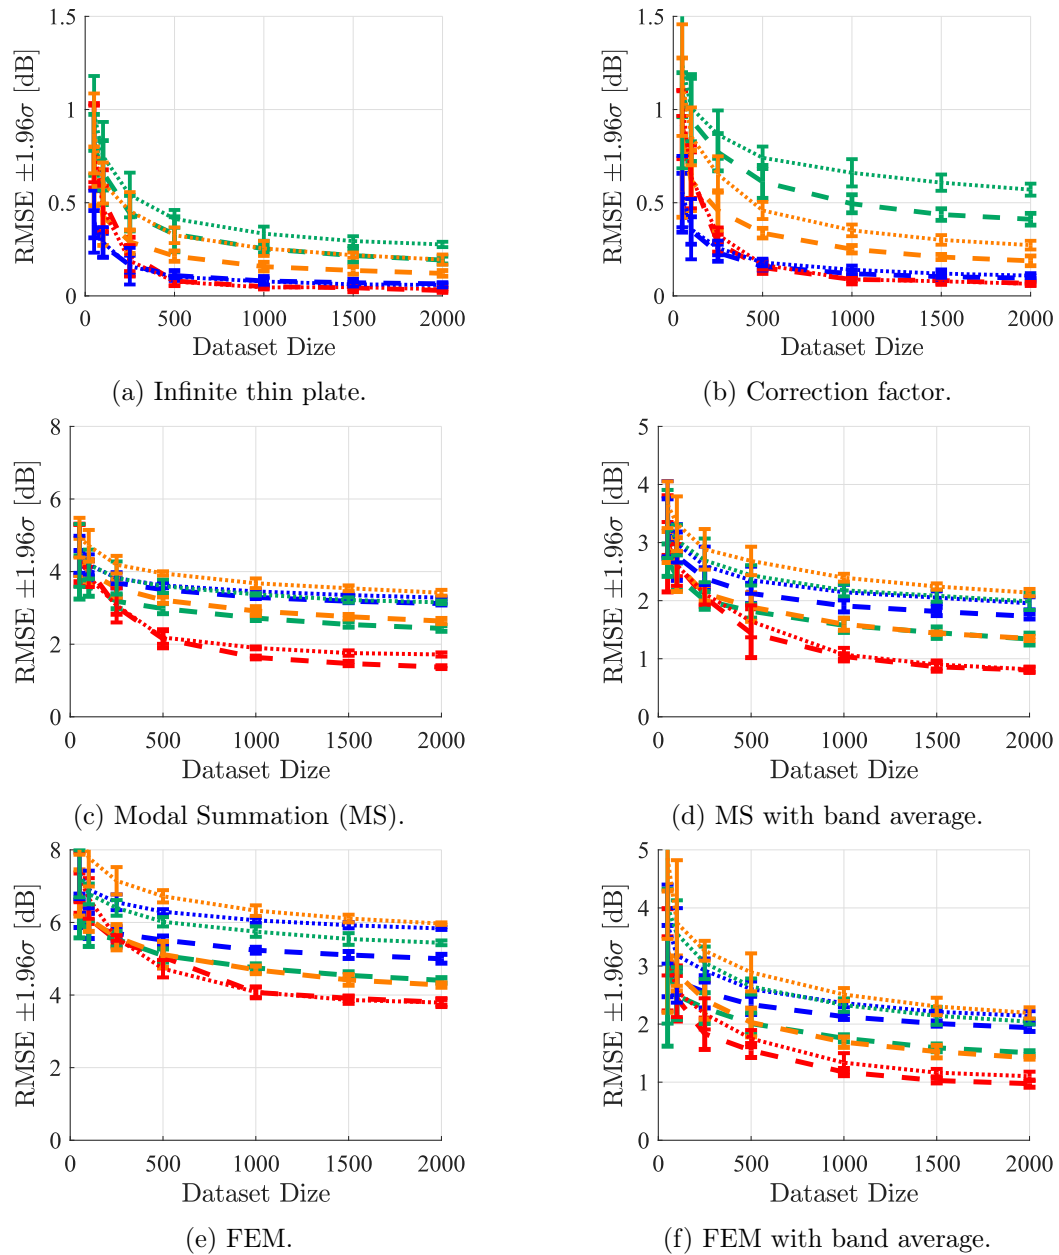 1.5
1
0.5
0
RMSE ±1.96σ [dB]
0 500 1000 1500 2000
Dataset Dize
(a) Infinite thin plate.
1.5
1
0.5
0
RMSE ±1.96σ [dB]
0 500 1000 1500 2000
Dataset Dize
(b) Correction factor.
8
6
4
2
0
RMSE ±1.96σ [dB]
0 500 1000 1500 2000
Dataset Dize
(c) Modal Summation (MS).
5
4
3
2
1
0
RMSE ±1.96σ [dB]
0 500 1000 1500 2000
Dataset Dize
(d) MS with band average.
8
6
4
2
0
RMSE ±1.96σ [dB]
0 500 1000 1500 2000
Dataset Dize
(e) FEM.
5
4
3
2
1
0
RMSE ±1.96σ [dB]
0 500 1000 1500 2000
Dataset Dize
(f) FEM with band average.